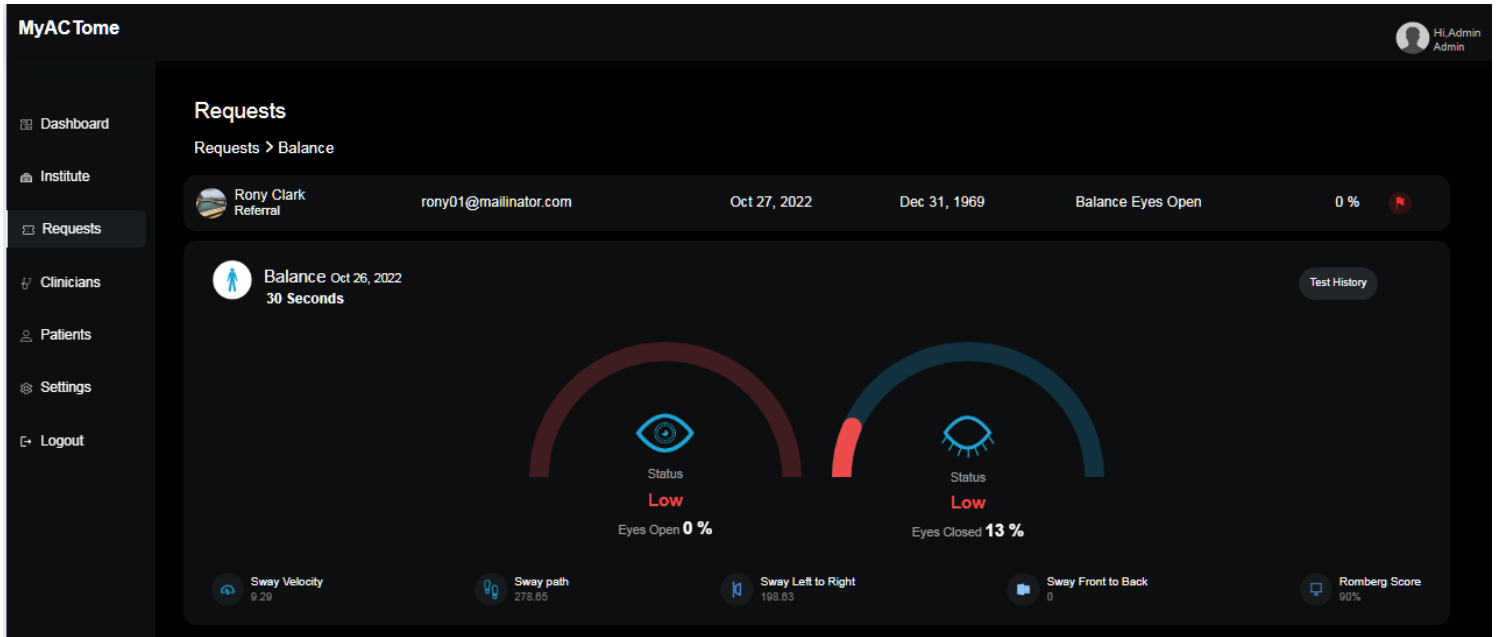 MyACTome
Hi,Admin
Admin
Dashboard
Institute
Requests
Clinicians
Patients
Settings
Logout
Requests
Requests > Balance
Rony Clark
Referral
rony01@mailinator.com
Oct 27, 2022
Dec 31, 1969
Balance Eyes Open
0 %
Balance Oct 26, 2022
30 Seconds
Test History
Status
Low
Eyes Open 0 %
Status
Low
Eyes Closed 13 %
Sway Velocity
9.29
Sway path
278.65
Sway Left to Right
198.63
Sway Front to Back
0
Romberg Score
90%